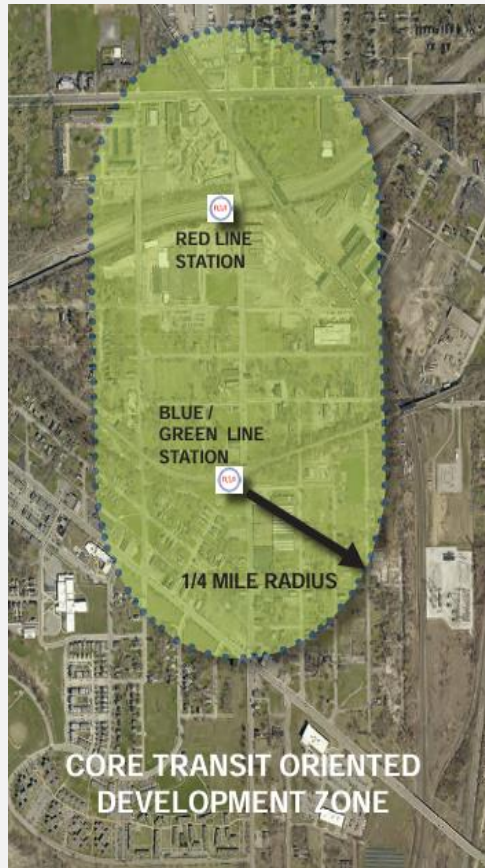 RED LINE
STATION
BLUE /
GREEN LINE
STATION
1/4 MILE RADIUS
CORE TRANSIT ORIENTED
DEVELOPMENT ZONE